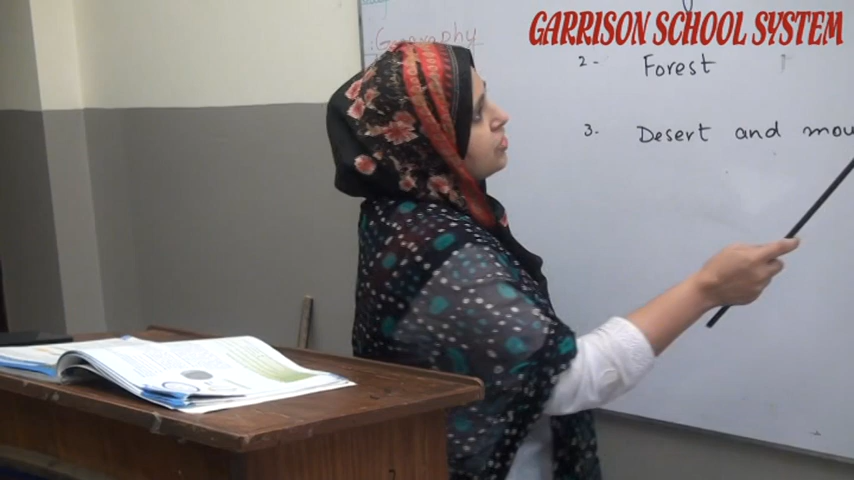 GARRISON SCHOOL SYSTEM
Geography
2- Forest
3. Desert and mou